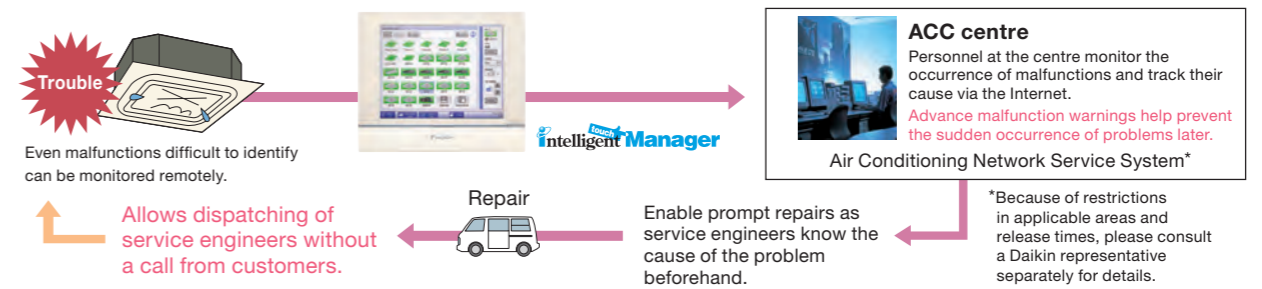 Trouble
Even malfunctions difficult to identify
can be monitored remotely.
intelligent touch Manager
ACC centre
Personnel at the centre monitor the
occurrence of malfunctions and track their
cause via the Internet.
Advance malfunction warnings help prevent
the sudden occurrence of problems later.
Air Conditioning Network Service System*
*Because of restrictions
in applicable areas and
release times, please consult
a Daikin representative
separately for details.
Enable prompt repairs as
service engineers know the
cause of the problem
beforehand.
Repair
Allows dispatching of
service engineers without
a call from customers.